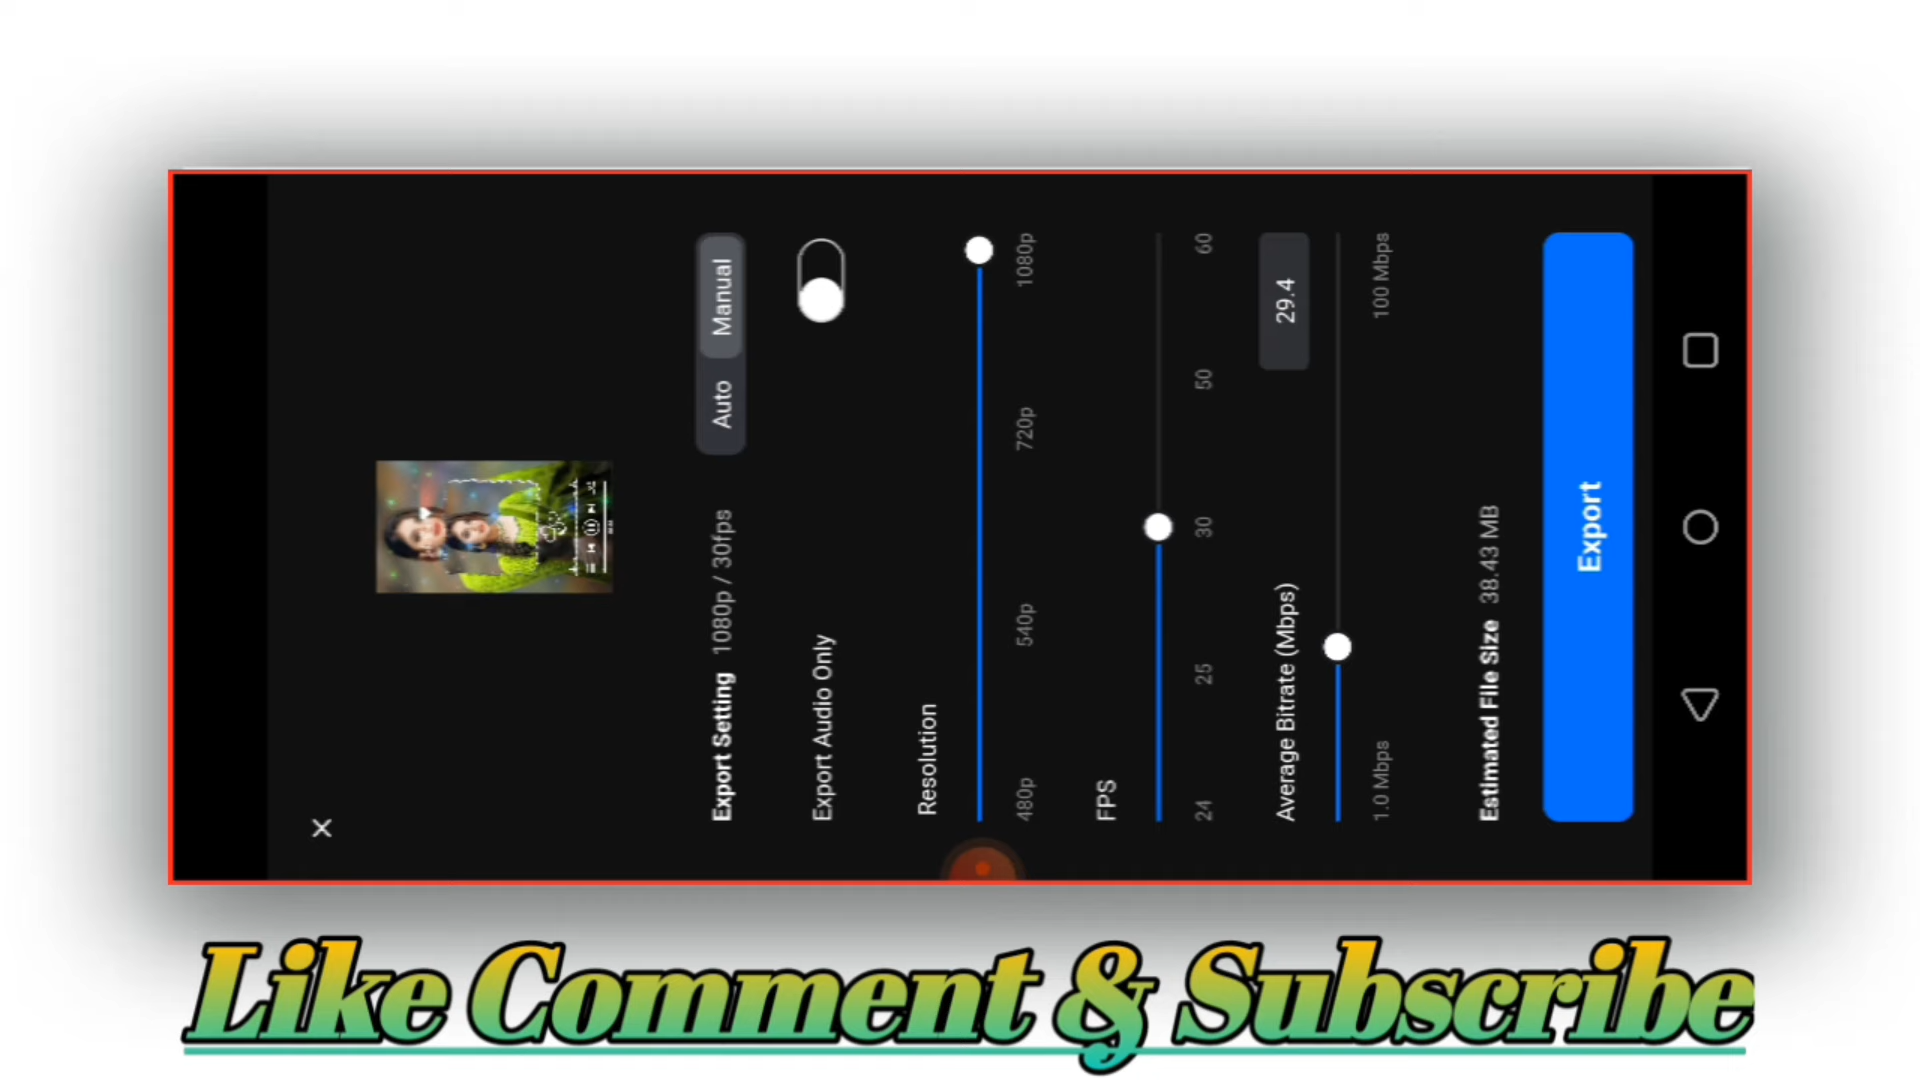 Export Setting 1080p / 30fps Auto Manual
Export Audio Only
Resolution
480p 540p 720p 1080p
FPS
24 25 30 50 60
Average Bitrate (Mbps) 29.4
1.0 Mbps 100 Mbps
Estimated File Size 38.43 MB
Export
Like Comment & Subscribe